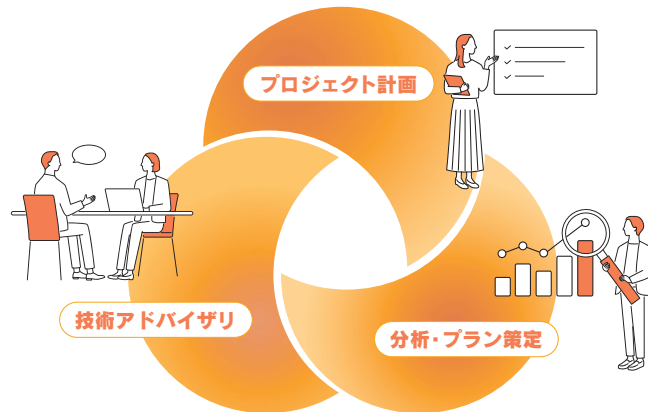 プロジェクト計画
技術アドバイザリ
分析・プラン策定